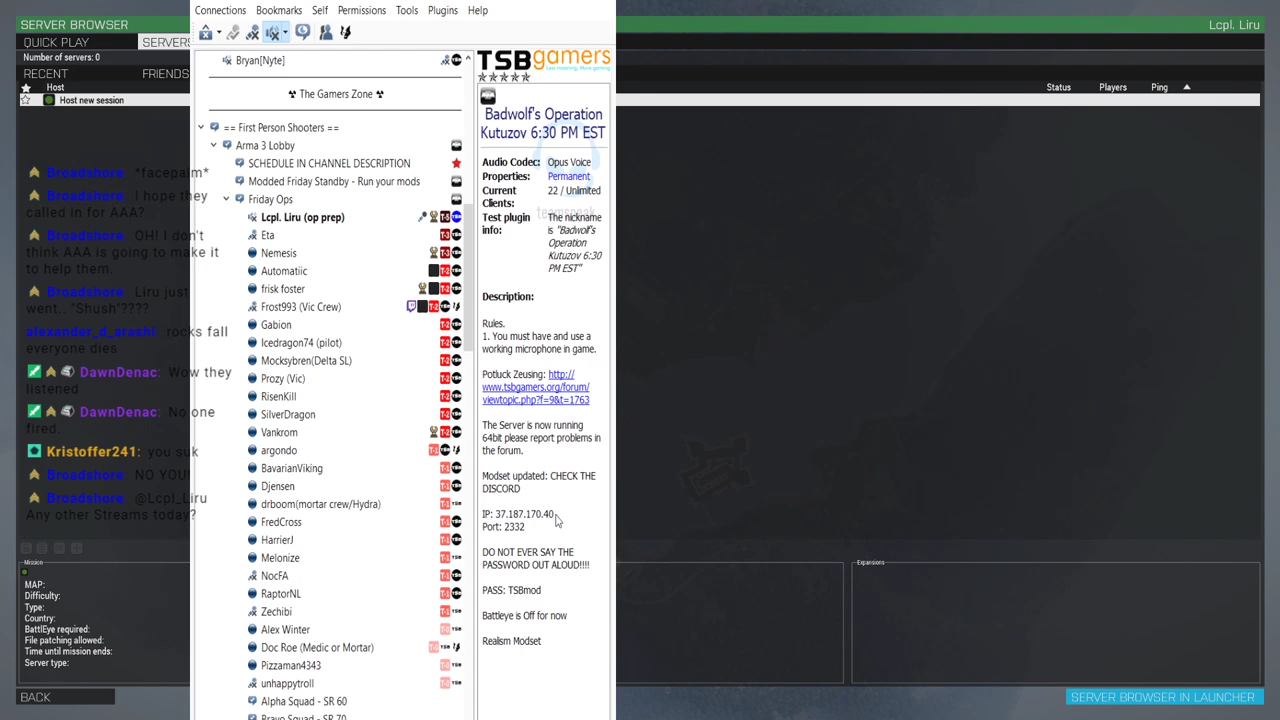 SERVER BROWSER
Lcpl. Liru
QUICK PLAY
SERVERS
Number of servers: 0
RECENT
FRIENDS
Host
Status
Players
Ping
Host new session
Broadshore: *facepalm*
Broadshore: I hope they
called in for AAA?
Broadshore: OH! I don't
think AAA is going to make it
to help them.
Broadshore: Liru just
went.. "Shush"????
alexander_d_arashi: rocks fall
everyone dies
DawnDenac: Wow they
listened
DawnDenac: No one
fired.
Kristoffer241: you suk
Broadshore: NO YOU!
Broadshore: @Lcpl_Liru
Any other Streams today?
Mission
MAP:
Difficulty:
Type:
Country:
BattlEye required:
File patching allowed:
Time until mission ends:
Server type:
BACK
Connections Bookmarks Self Permissions Tools Plugins Help
Bryan[Nyte]
☢ The Gamers Zone ☢
== First Person Shooters ==
Arma 3 Lobby
SCHEDULE IN CHANNEL DESCRIPTION
Modded Friday Standby - Run your mods
Friday Ops
Lcpl. Liru (op prep)
Eta
Nemesis
Automatiic
frisk foster
Frost993 (Vic Crew)
Gabion
Icedragon74 (pilot)
Mocksybren(Delta SL)
Prozy (Vic)
RisenKill
SilverDragon
Vankrom
argondo
BavarianViking
Djensen
drboom(mortar crew/Hydra)
FredCross
HarrierJ
Melonize
NocFA
RaptorNL
Zechibi
Alex Winter
Doc Roe (Medic or Mortar)
Pizzaman4343
unhappytroll
Alpha Squad - SR 60
Bravo Squad - SR 70
TSBgamers
Badwolf's Operation
Kutuzov 6:30 PM EST
Audio Codec: Opus Voice
Properties: Permanent
Current Clients: 22 / Unlimited
teamspeak
Test plugin info: The nickname
is "Badwolf's
Operation
Kutuzov 6:30
PM EST"
Description:
Rules.
1. You must have and use a
working microphone in game.
Potluck Zeusing: http://
www.tsbgamers.org/forum/
viewtopic.php?f=9&t=1763
The Server is now running
64bit please report problems in
the forum.
Modset updated: CHECK THE
DISCORD
IP: 37.187.170.40
Port: 2332
DO NOT EVER SAY THE
PASSWORD OUT ALOUD!!!!
PASS: TSBmod
Battleye is Off for now
Realism Modset
Expansions
SERVER BROWSER IN LAUNCHER